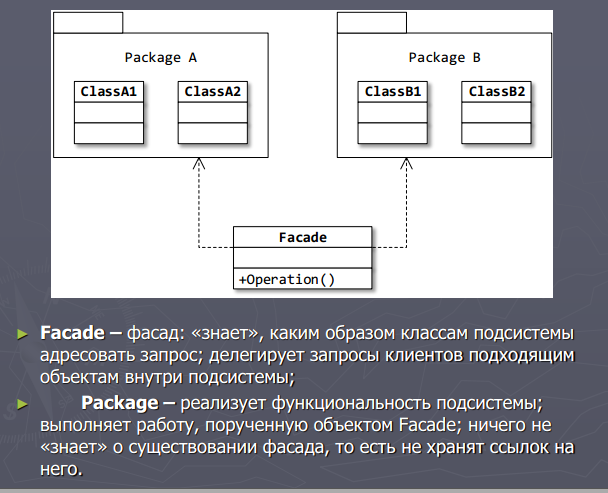 Package A
Package B
ClassA1
ClassA2
ClassB1
ClassB2
Facade
+Operation()
Facade – фасад: «знает», каким образом классам подсистемы
адресовать запрос; делегирует запросы клиентов подходящим
объектам внутри подсистемы;
Package – реализует функциональность подсистемы;
выполняет работу, порученную объектом Facade; ничего не
«знает» о существовании фасада, то есть не хранят ссылок на
него.